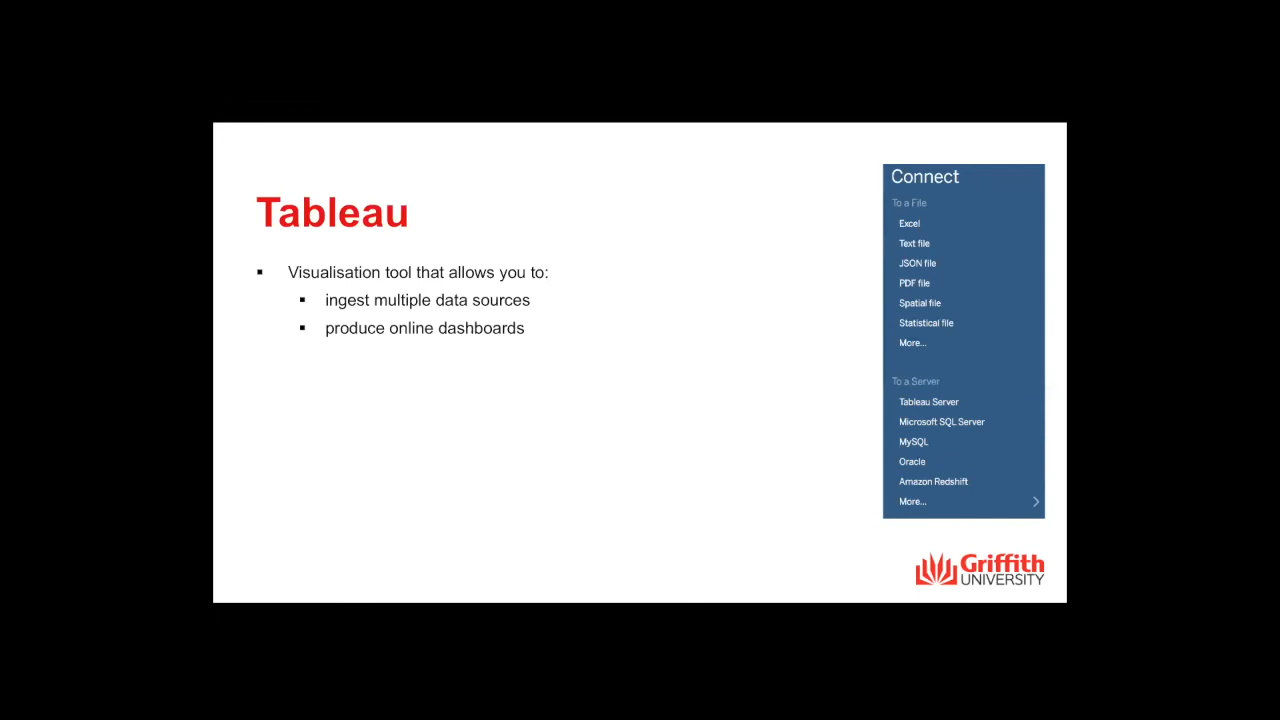 Tableau
▪ Visualisation tool that allows you to:
▪ ingest multiple data sources
▪ produce online dashboards
Connect
To a File
Excel
Text file
JSON file
PDF file
Spatial file
Statistical file
More...
To a Server
Tableau Server
Microsoft SQL Server
MySQL
Oracle
Amazon Redshift
More...
Griffith
UNIVERSITY